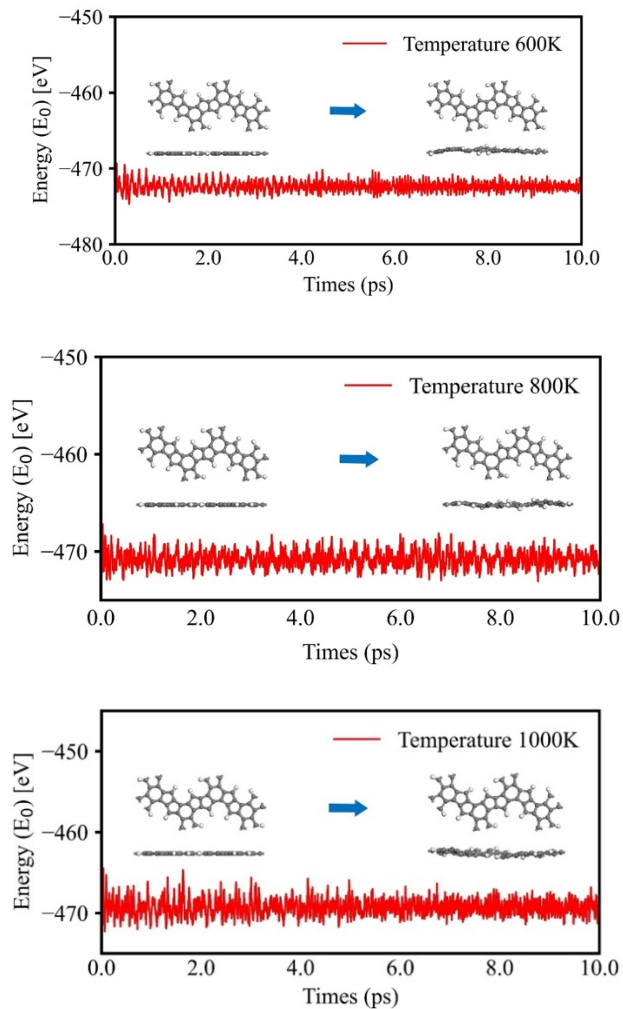 −450
Temperature 600K
−460
−470
−480
Energy (E0) [eV]
0.0 2.0 4.0 6.0 8.0 10.0
Times (ps)
−450
Temperature 800K
−460
−470
Energy (E0) [eV]
0.0 2.0 4.0 6.0 8.0 10.0
Times (ps)
Temperature 1000K
−450
−460
−470
Energy (E0) [eV]
0.0 2.0 4.0 6.0 8.0 10.0
Times (ps)